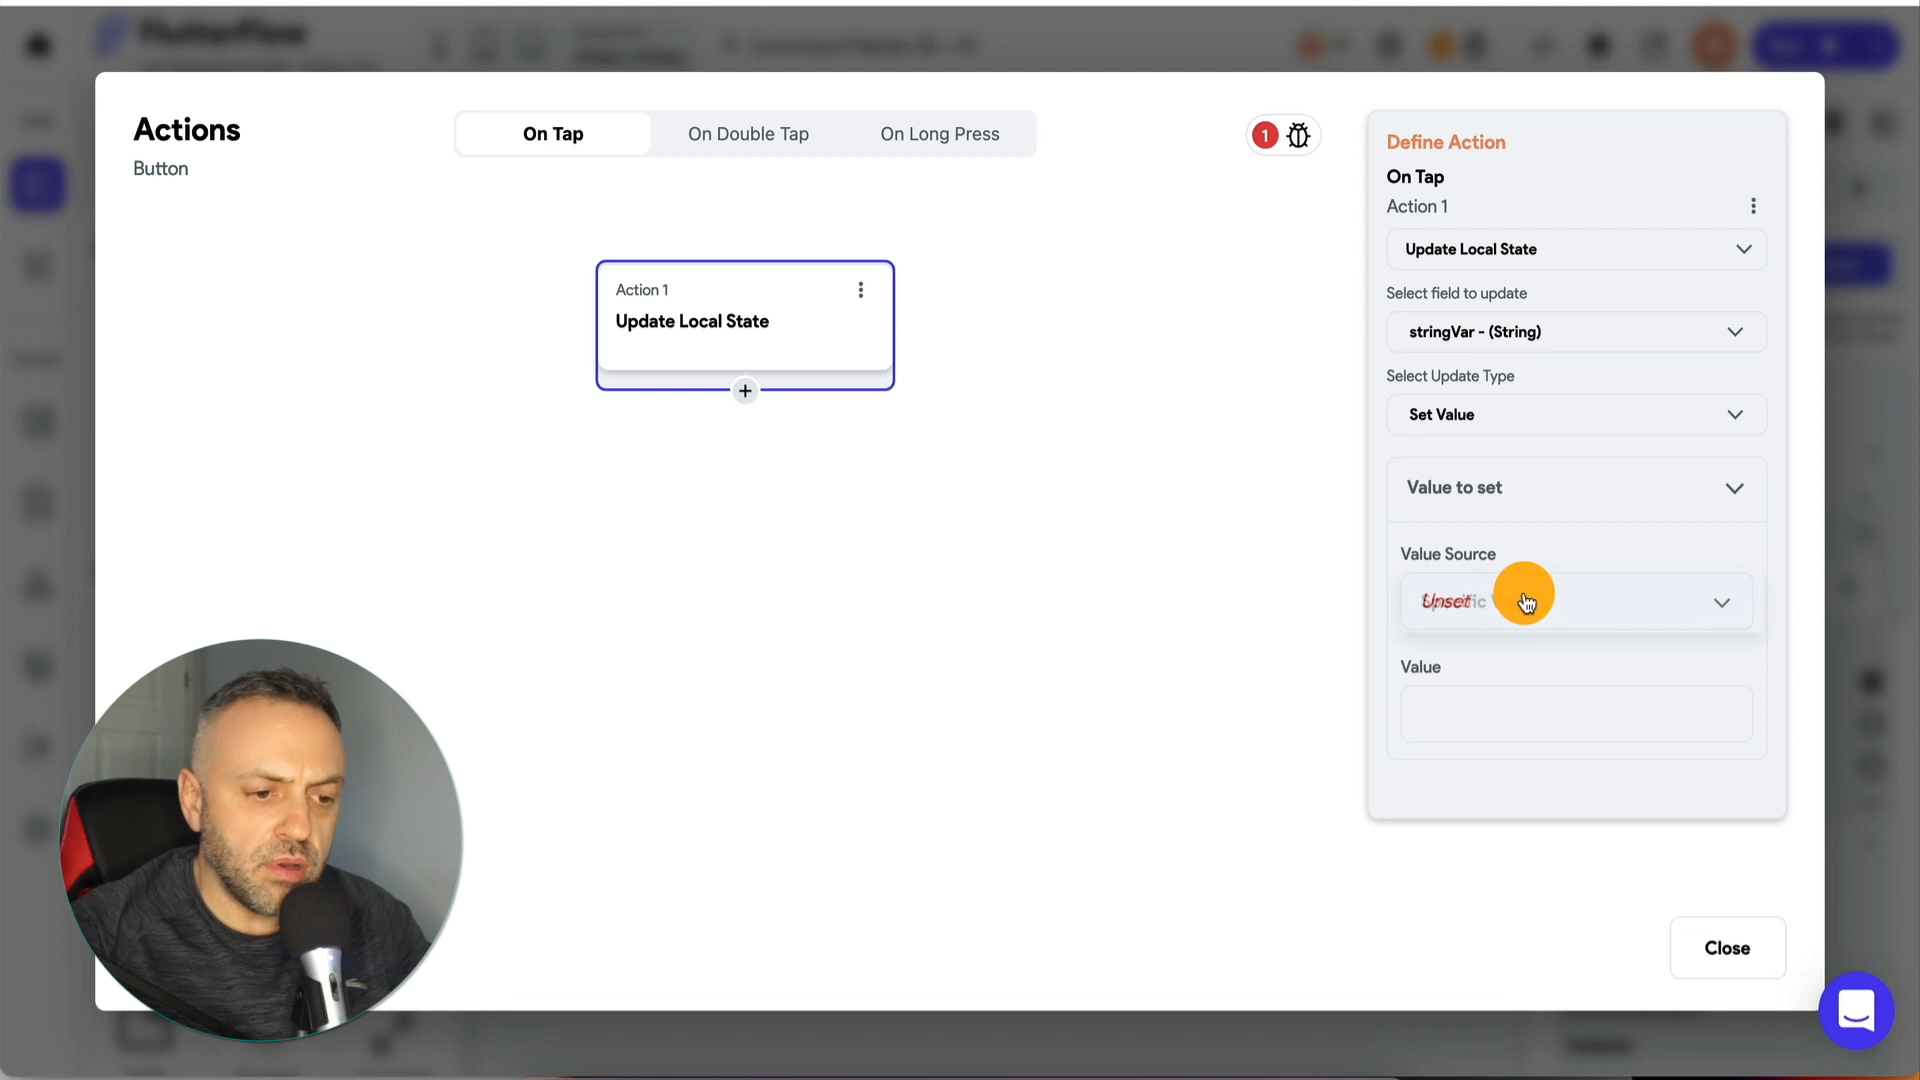 FlutterFlow
Actions
Button
On Tap
On Double Tap
On Long Press
1
Action 1
Update Local State
+
Define Action
On Tap
Action 1
Update Local State
Select field to update
stringVar - (String)
Select Update Type
Set Value
Value to set
Value Source
Unset
Value
Close